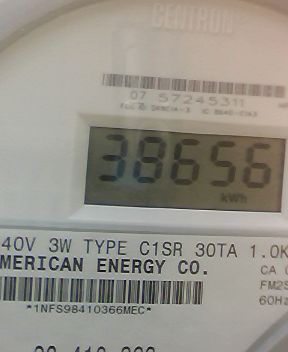 CENTRON
07 57245311
38656
kWh
40V 3W TYPE C1SR 30TA 1.0K
MERICAN ENERGY CO.
CA
FM2S
60Hz
*1NFS98410366MEC*